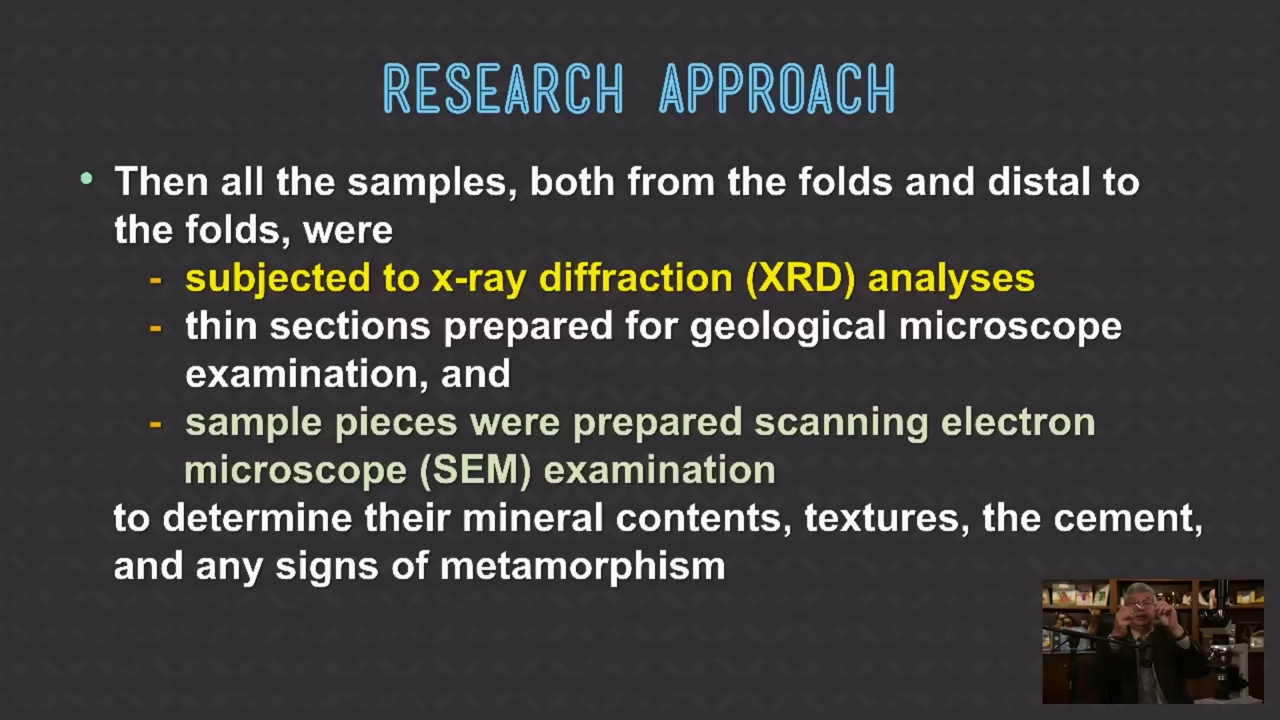 RESEARCH APPROACH
• Then all the samples, both from the folds and distal to
the folds, were
- subjected to x-ray diffraction (XRD) analyses
- thin sections prepared for geological microscope
examination, and
- sample pieces were prepared scanning electron
microscope (SEM) examination
to determine their mineral contents, textures, the cement,
and any signs of metamorphism